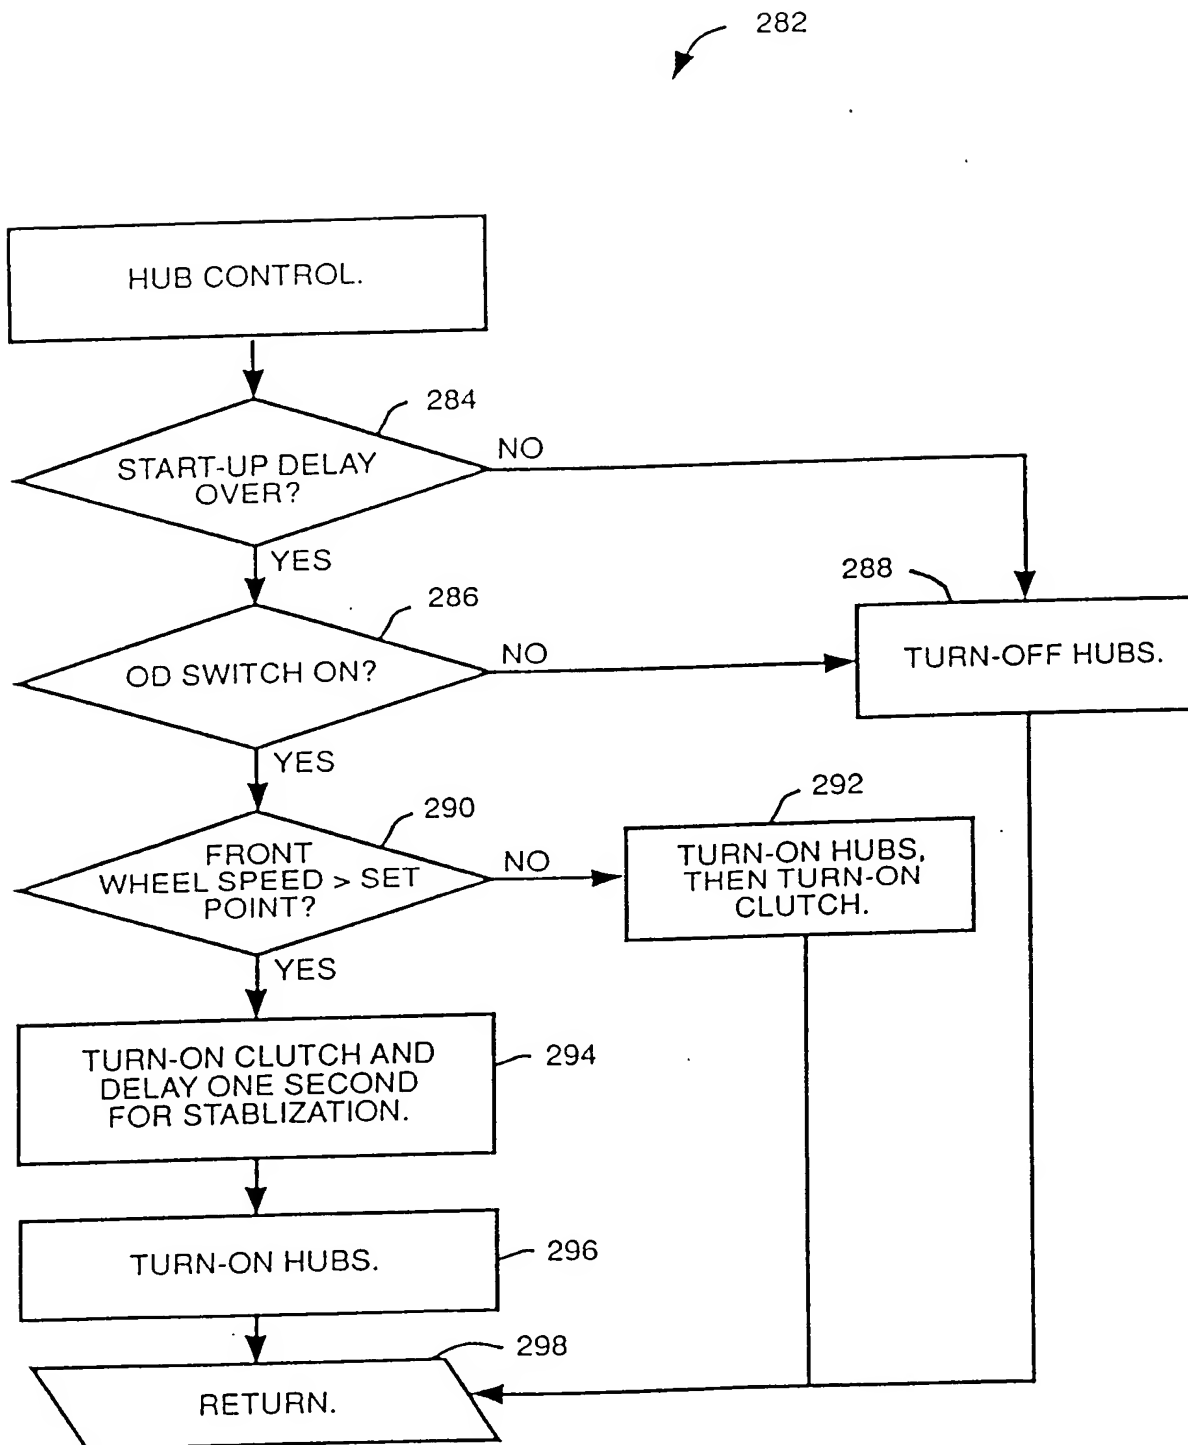 282
HUB CONTROL.
284
START-UP DELAY
OVER?
NO
YES
286
OD SWITCH ON?
NO
288
TURN-OFF HUBS.
YES
290
FRONT
WHEEL SPEED > SET
POINT?
NO
292
TURN-ON HUBS,
THEN TURN-ON
CLUTCH.
YES
294
TURN-ON CLUTCH AND
DELAY ONE SECOND
FOR STABLIZATION.
296
TURN-ON HUBS.
298
RETURN.